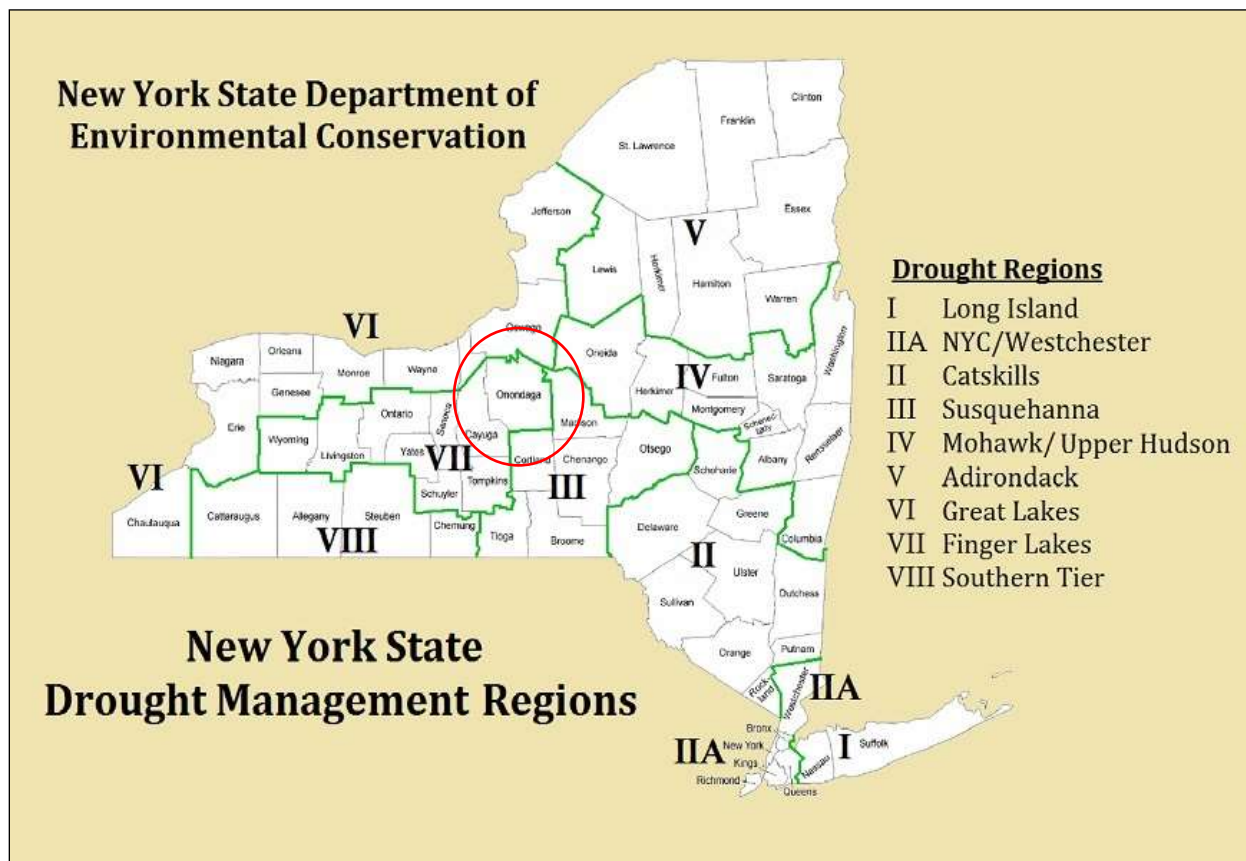 New York State Department of
Environmental Conservation
Clinton
Franklin
St. Lawrence
Essex
Jefferson
V
Lewis
Herkimer
Hamilton
Warren
Drought Regions
I Long Island
IIA NYC/Westchester
II Catskills
III Susquehanna
IV Mohawk/Upper Hudson
V Adirondack
VI Great Lakes
VII Finger Lakes
VIII Southern Tier
VI
Oswego
Oneida
Washington
Niagara
Orleans
Monroe
Wayne
Genesee
IV
Fulton
Saratoga
Herkimer
Onondaga
Ontario
Seneca
Cayuga
Madison
Montgomery
Schenec-
tady
Erie
Wyoming
Livingston
Yates
VII
Cortland
Chenango
Otsego
Schoharie
Albany
Rensselaer
VI
Tompkins
Schuyler
III
Chautauqua
Cattaraugus
Allegany
Steuben
Chemung
Tioga
Broome
Delaware
Greene
Columbia
VIII
II
Ulster
Sullivan
Dutchess
Orange
Putnam
New York State
Drought Management Regions
Rock-
land
Westchester
IIA
Bronx
New York
IIA
Kings
Richmond
Queens
Nassau
I
Suffolk